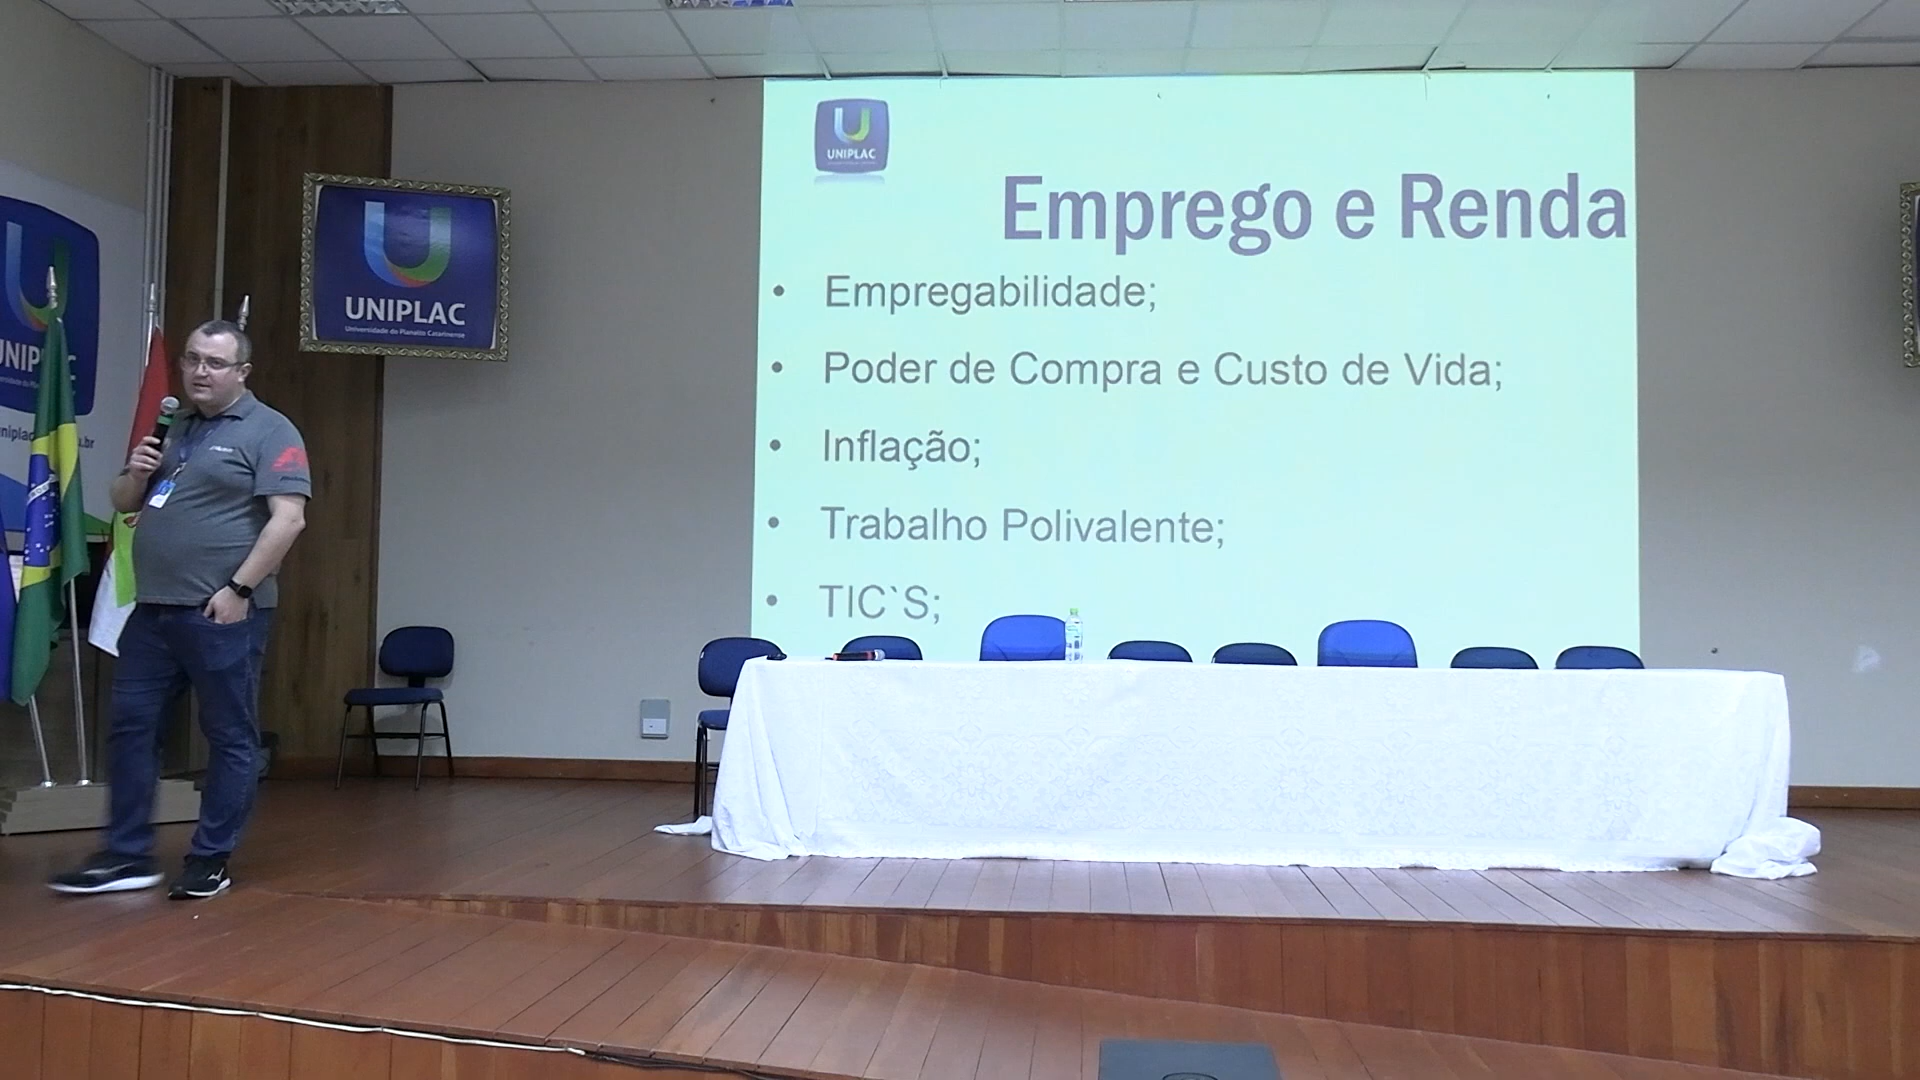 UNIPLAC
Emprego e Renda
• Empregabilidade;
• Poder de Compra e Custo de Vida;
• Inflação;
• Trabalho Polivalente;
• TIC`S;
UNIPLAC
Universidade do Planalto Catarinense